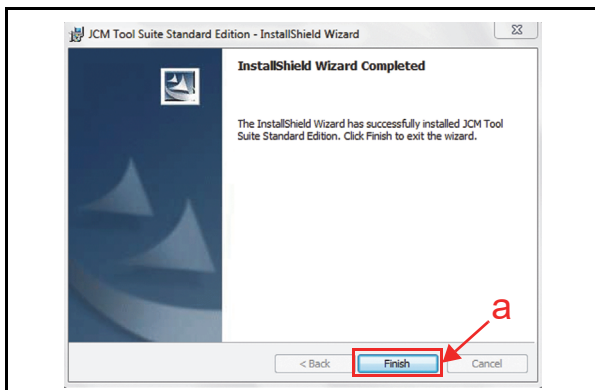 JCM Tool Suite Standard Edition - InstallShield Wizard
InstallShield Wizard Completed
The InstallShield Wizard has successfully installed JCM Tool
Suite Standard Edition. Click Finish to exit the wizard.
a
< Back Finish Cancel